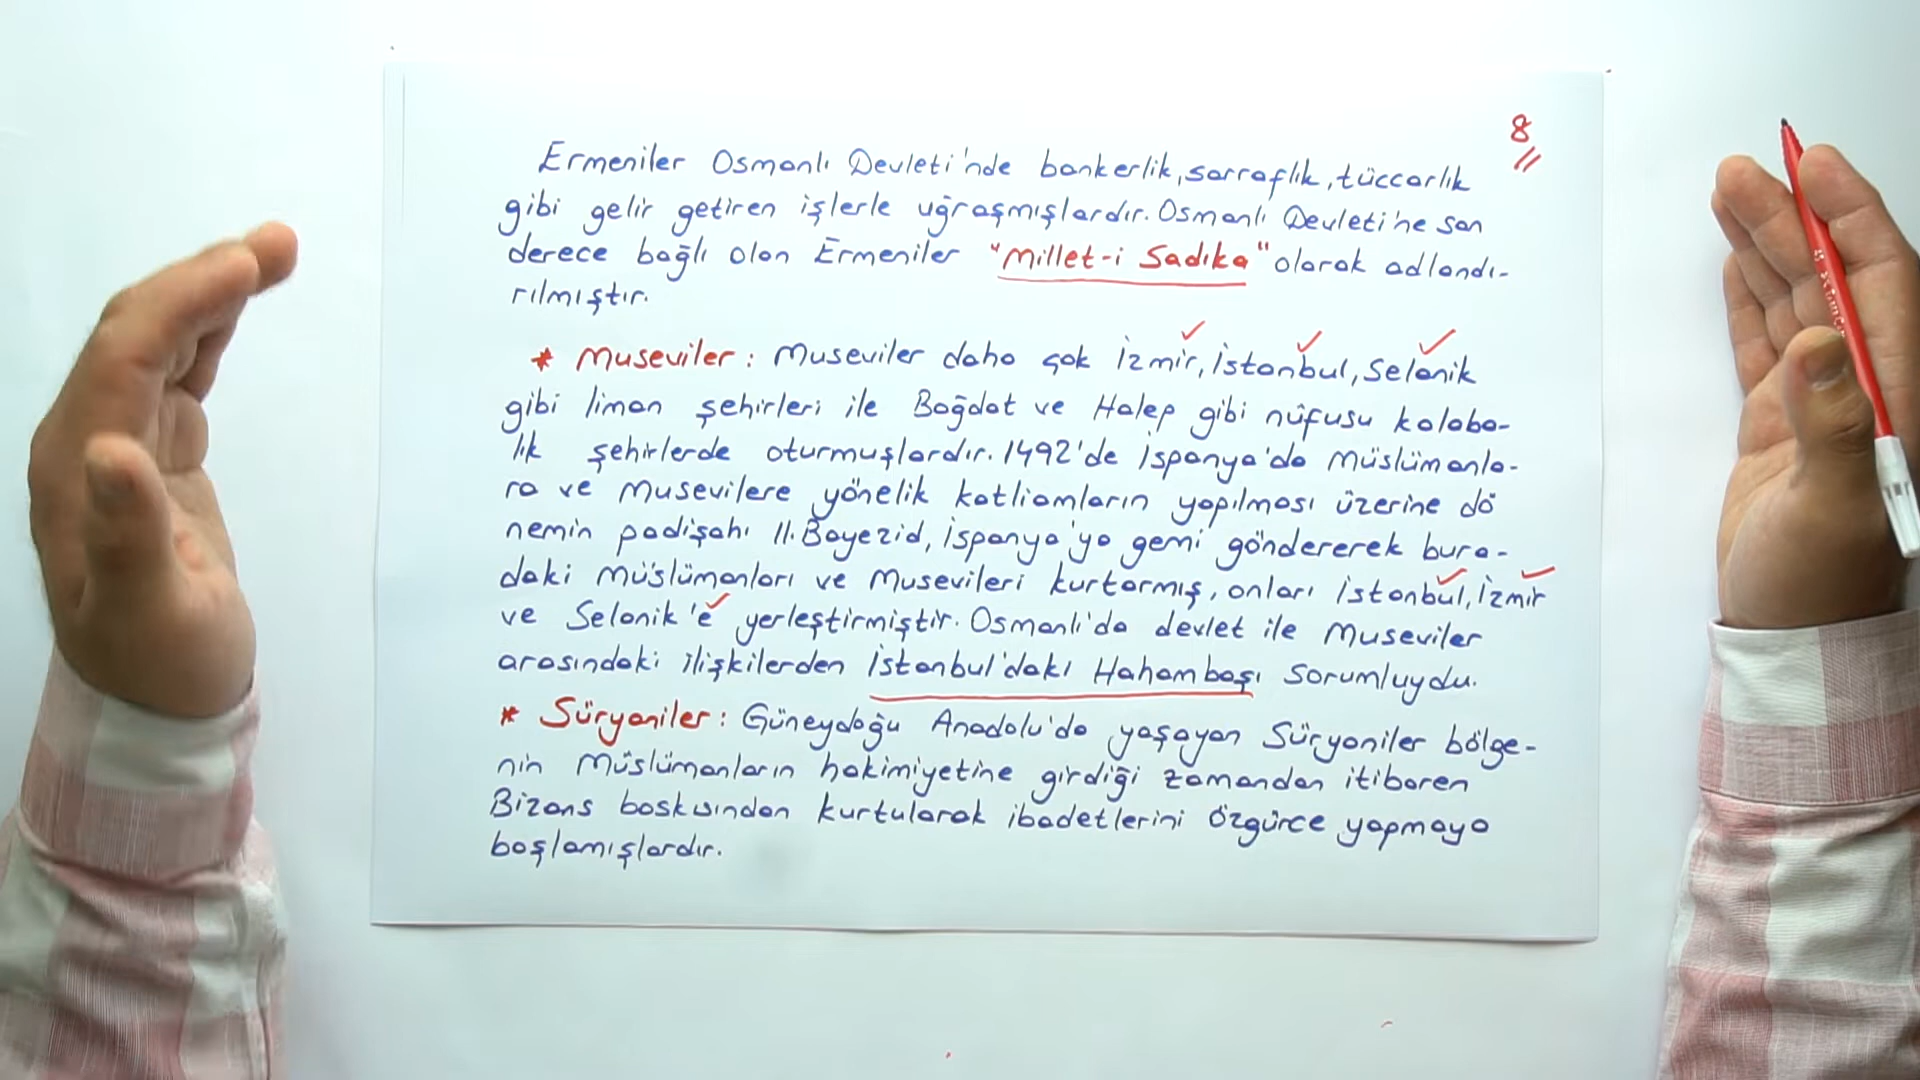 8
Ermeniler Osmanlı Devleti'nde bankerlik, sarraflık, tüccarlık
gibi gelir getiren işlerle uğraşmışlardır. Osmanlı Devleti'ne son
derece bağlı olan Ermeniler "Millet-i Sadıka" olarak adlandı-
rılmıştır.
* Museviler: Museviler daha çok İzmir, İstanbul, Selanik
gibi liman şehirleri ile Bağdat ve Halep gibi nüfusu kalaba-
lık şehirlerde oturmuşlardır. 1492'de İspanya'da Müslümanla-
ra ve Musevilere yönelik katliamların yapılması üzerine dö
nemin padişahı II. Bayezid, İspanya'ya gemi göndererek bura-
daki Müslümanları ve Musevileri kurtarmış, onları İstanbul, İzmir
ve Selanik'e yerleştirmiştir. Osmanlı'da devlet ile Museviler
arasındaki ilişkilerden İstanbul'daki Hahambaşı sorumluydu.
* Süryaniler: Güneydoğu Anadolu'da yaşayan Süryaniler bölge-
nin Müslümanların hakimiyetine girdiği zamandan itibaren
Bizans baskısından kurtularak ibadetlerini özgürce yapmaya
başlamışlardır.